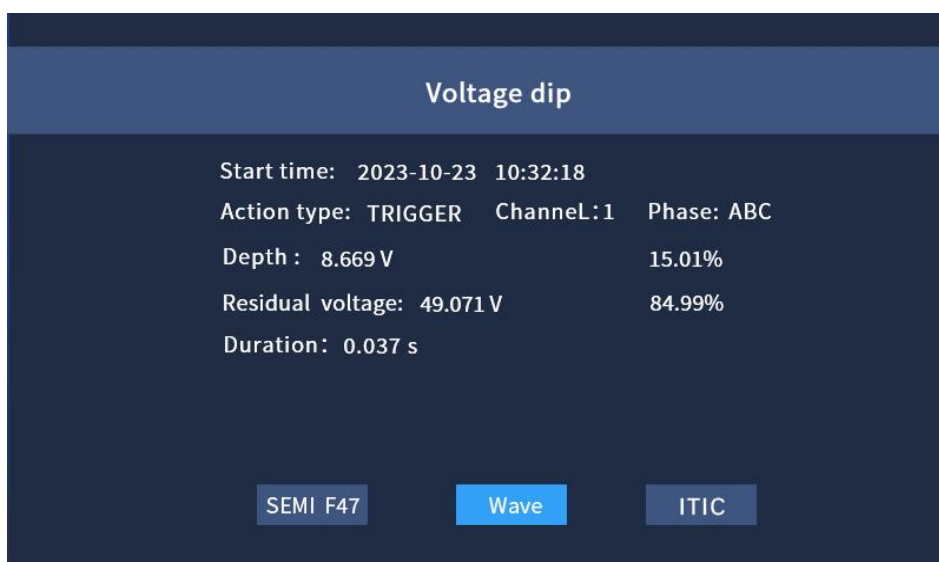 Voltage dip
Start time: 2023-10-23 10:32:18
Action type: TRIGGER ChanneL:1 Phase: ABC
Depth : 8.669 V 15.01%
Residual voltage: 49.071 V 84.99%
Duration: 0.037 s
SEMI F47 Wave ITIC